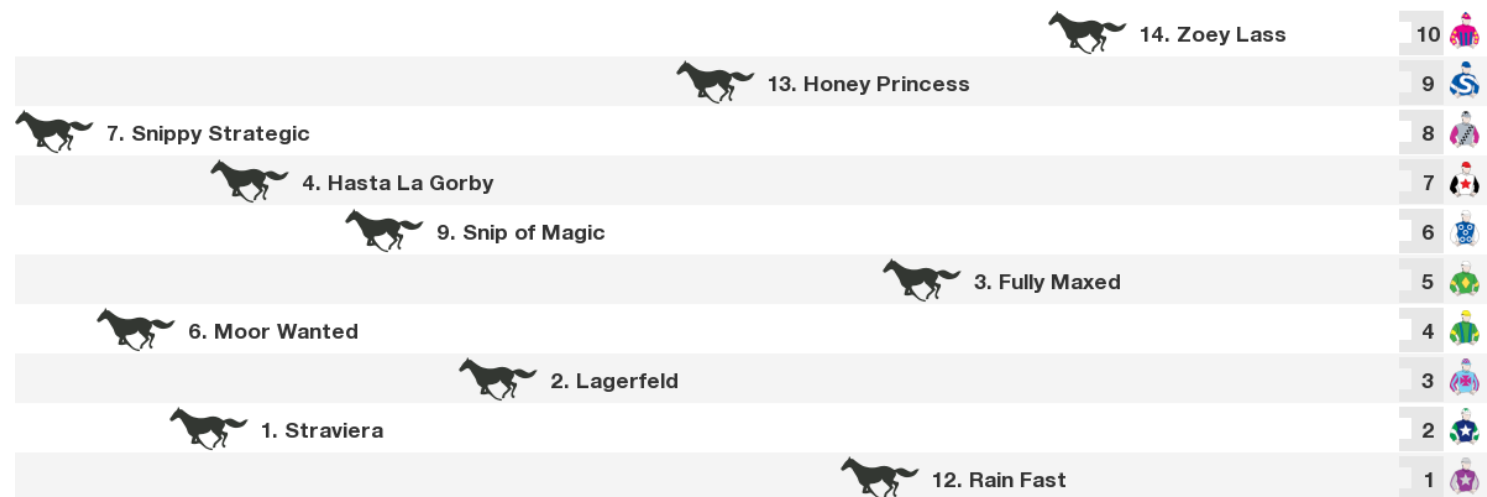 14. Zoey Lass 10
13. Honey Princess 9
7. Snippy Strategic 8
4. Hasta La Gorby 7
9. Snip of Magic 6
3. Fully Maxed 5
6. Moor Wanted 4
2. Lagerfeld 3
1. Straviera 2
12. Rain Fast 1